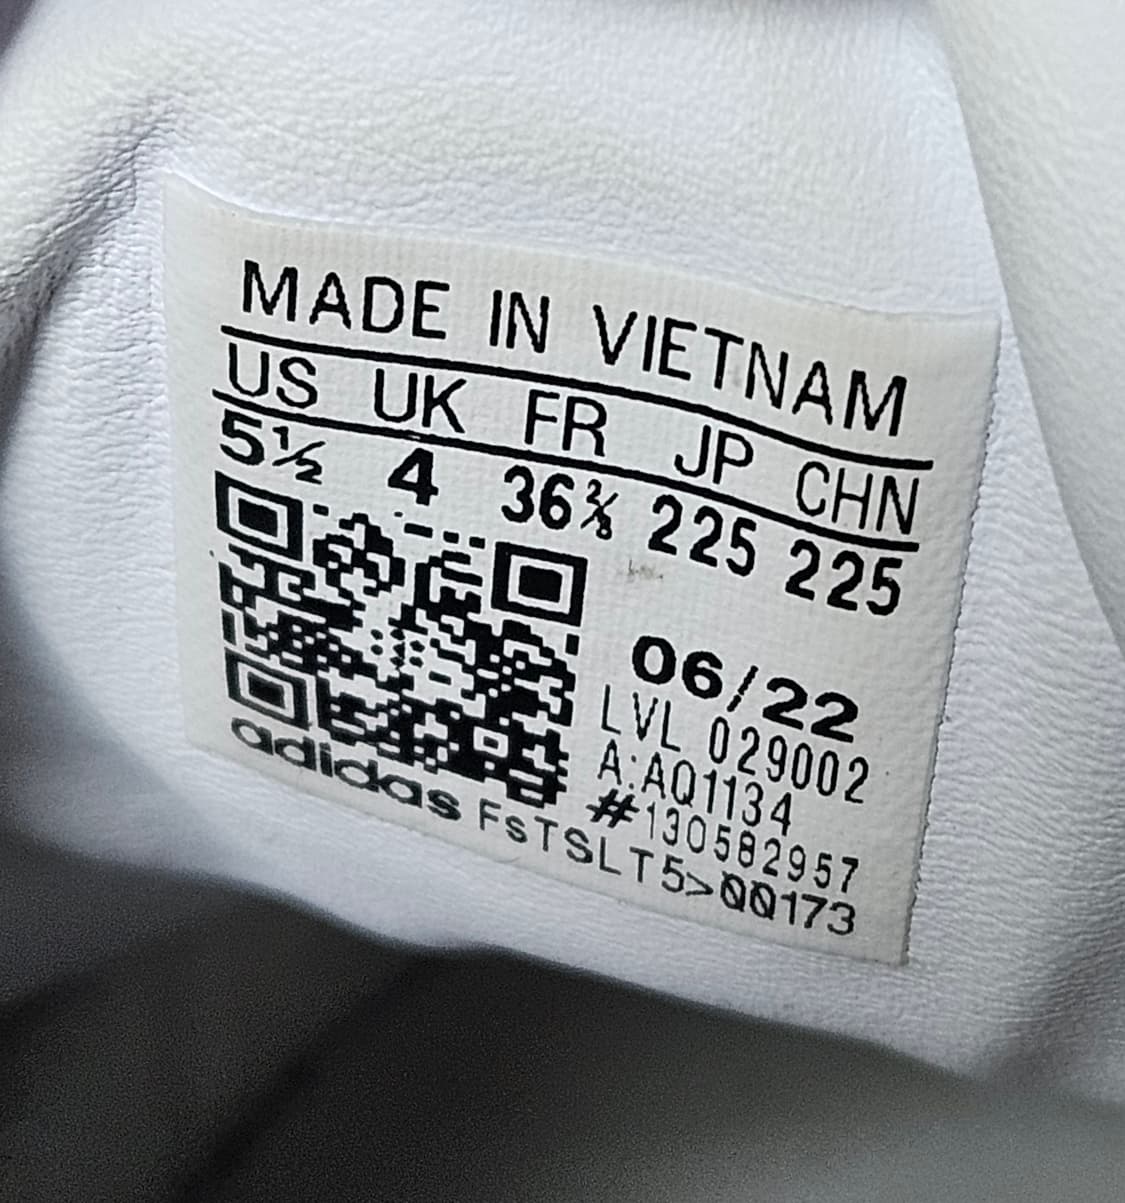 MADE IN VIETNAM
US UK FR JP CHN
5½ 4 36⅔ 225 225
06/22
LVL 029002
A:AQ1134
#130582957
adidas FsTSLT5>00173